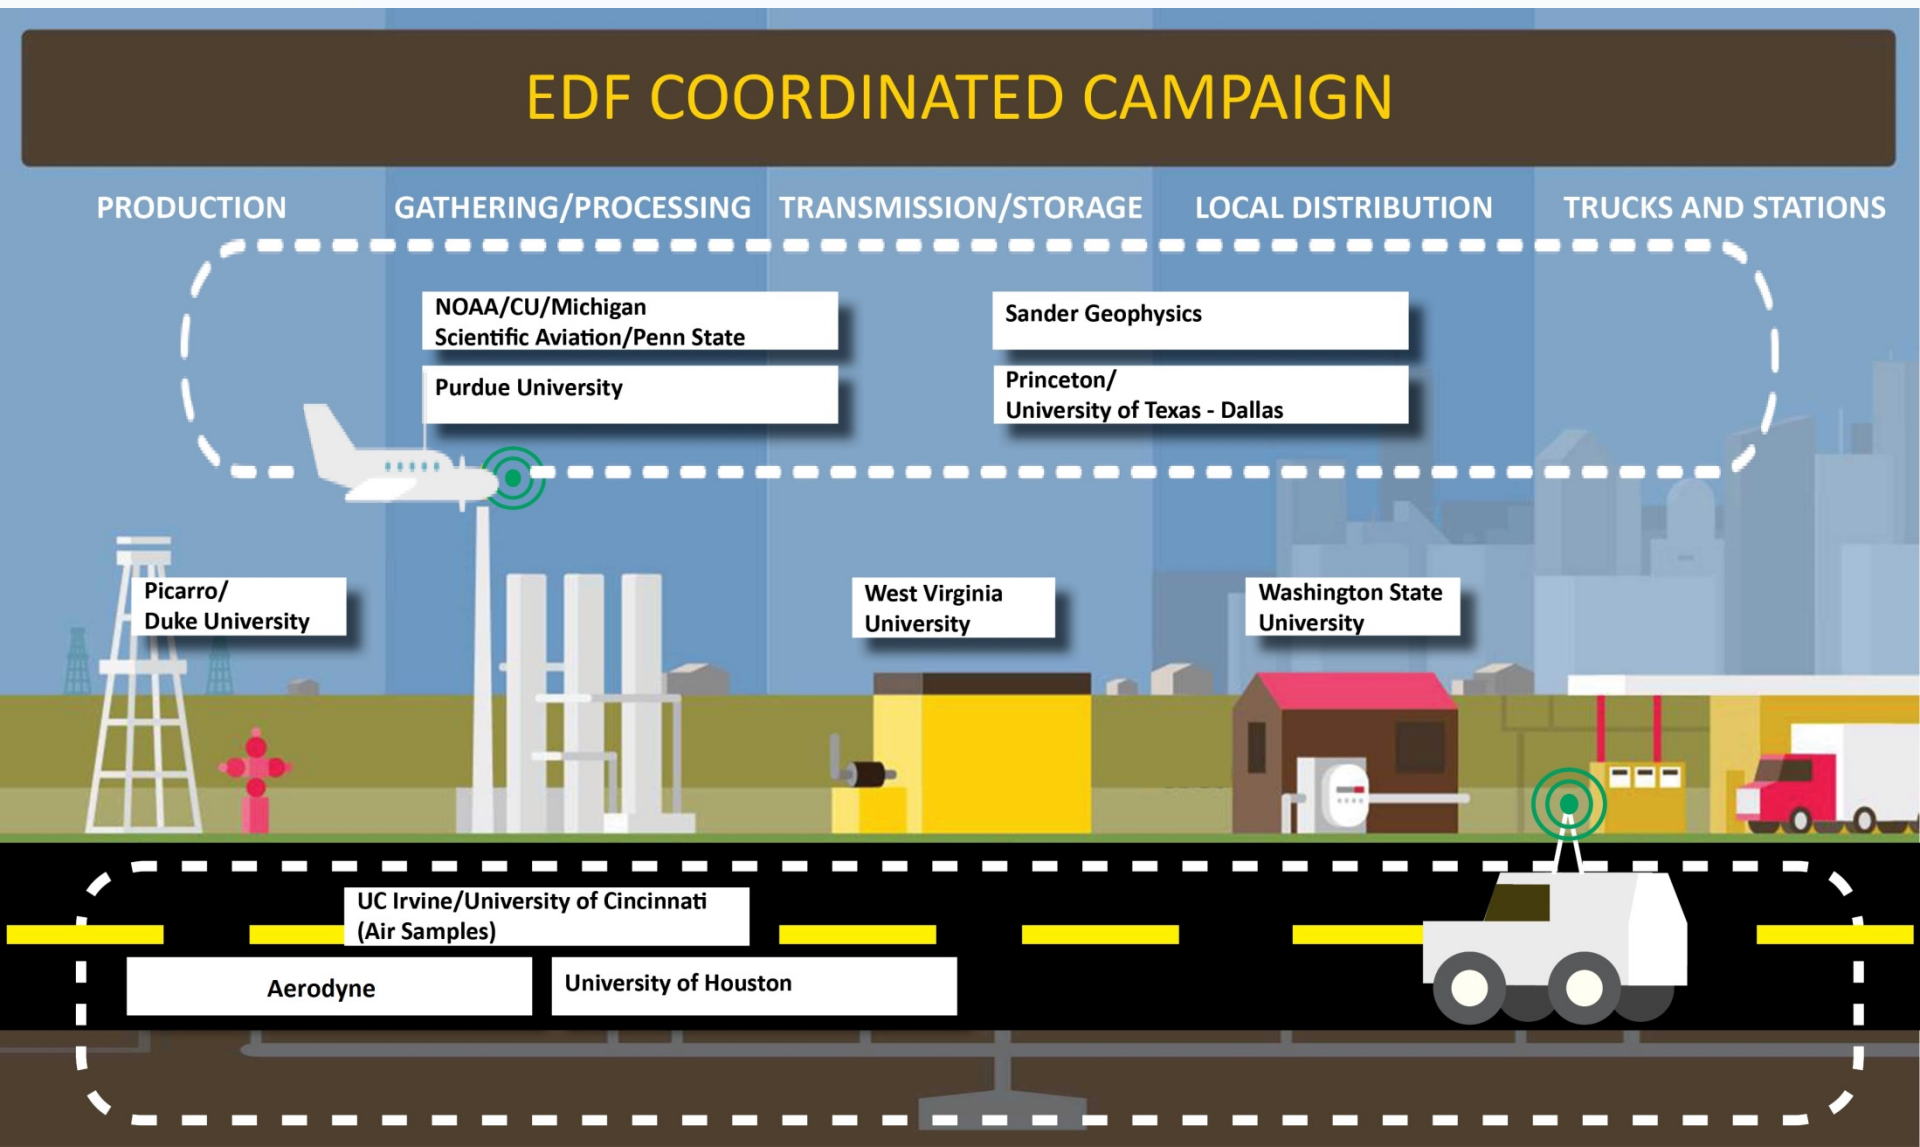 EDF COORDINATED CAMPAIGN
PRODUCTION
GATHERING/PROCESSING
TRANSMISSION/STORAGE
LOCAL DISTRIBUTION
TRUCKS AND STATIONS
NOAA/CU/Michigan
Scientific Aviation/Penn State
Sander Geophysics
Purdue University
Princeton/
University of Texas - Dallas
Picarro/
Duke University
West Virginia
University
Washington State
University
UC Irvine/University of Cincinnati
(Air Samples)
Aerodyne
University of Houston